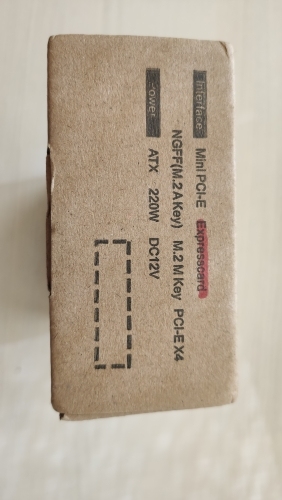 Interface Mini PCI-E Expresscard
NGFF(M.2 A Key) M.2 M Key PCI-E X4
Power ATX 220W DC12V